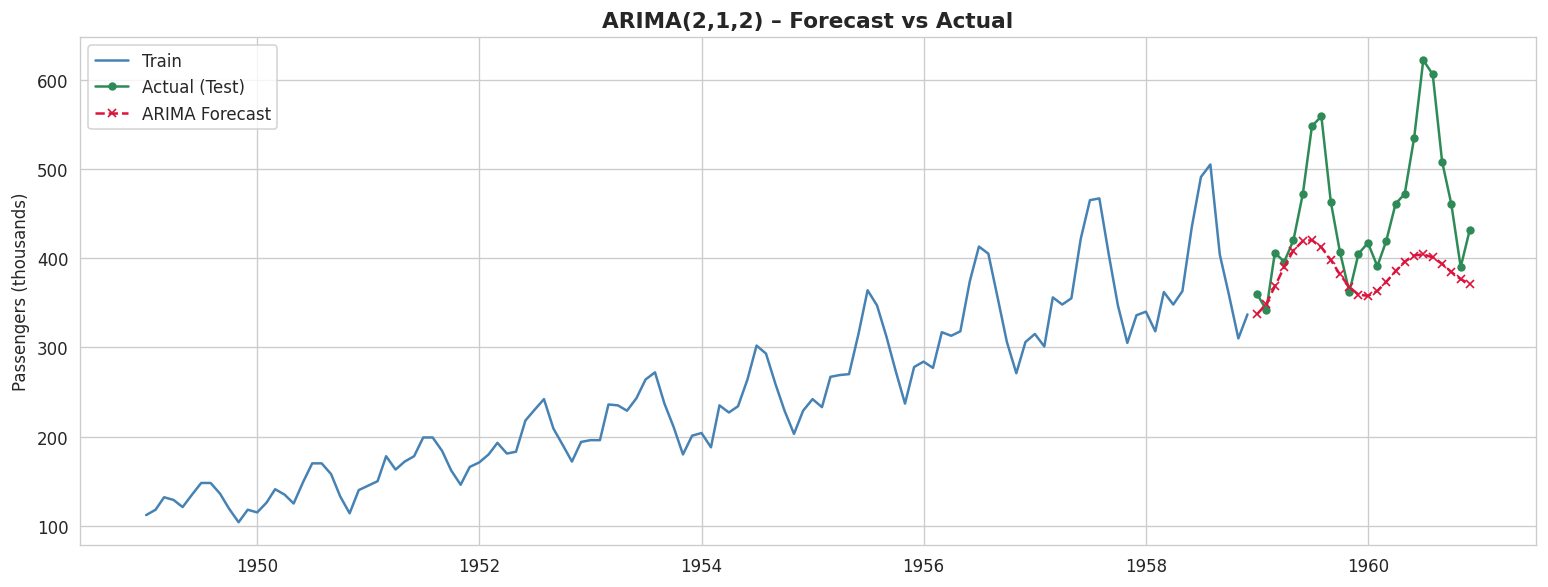 ARIMA(2,1,2) – Forecast vs Actual
Train
Actual (Test)
ARIMA Forecast
Passengers (thousands)
600
500
400
300
200
100
1950
1952
1954
1956
1958
1960